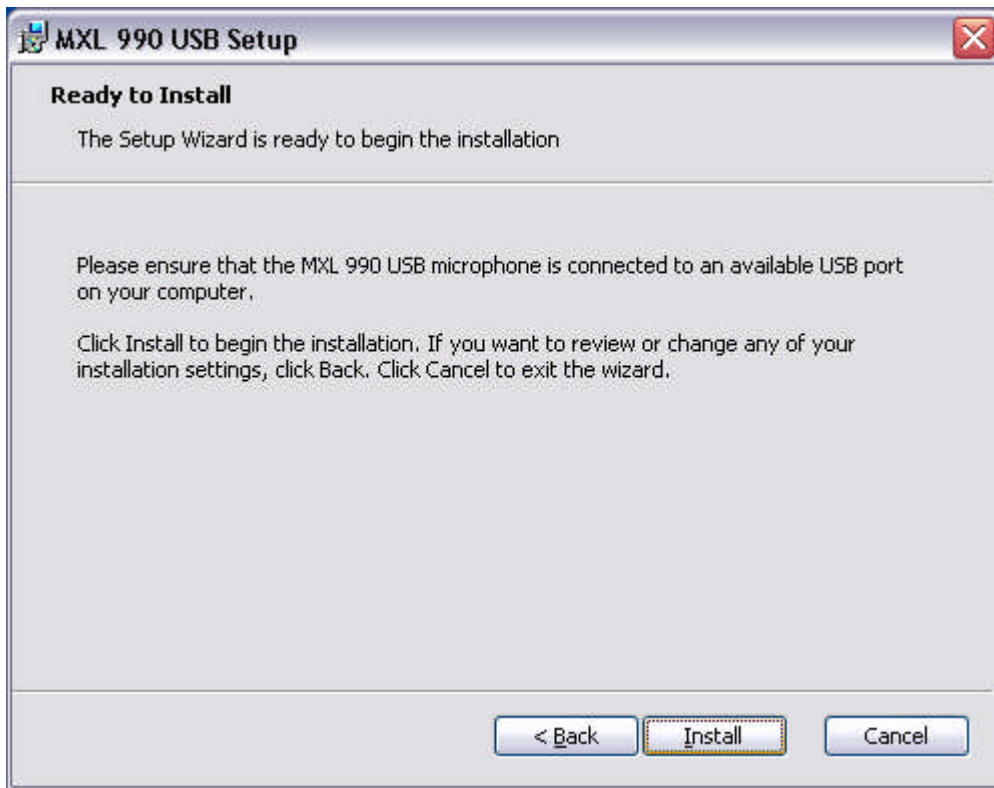 MXL 990 USB Setup
Ready to Install
The Setup Wizard is ready to begin the installation
Please ensure that the MXL 990 USB microphone is connected to an available USB port
on your computer.
Click Install to begin the installation. If you want to review or change any of your
installation settings, click Back. Click Cancel to exit the wizard.
< Back Install Cancel